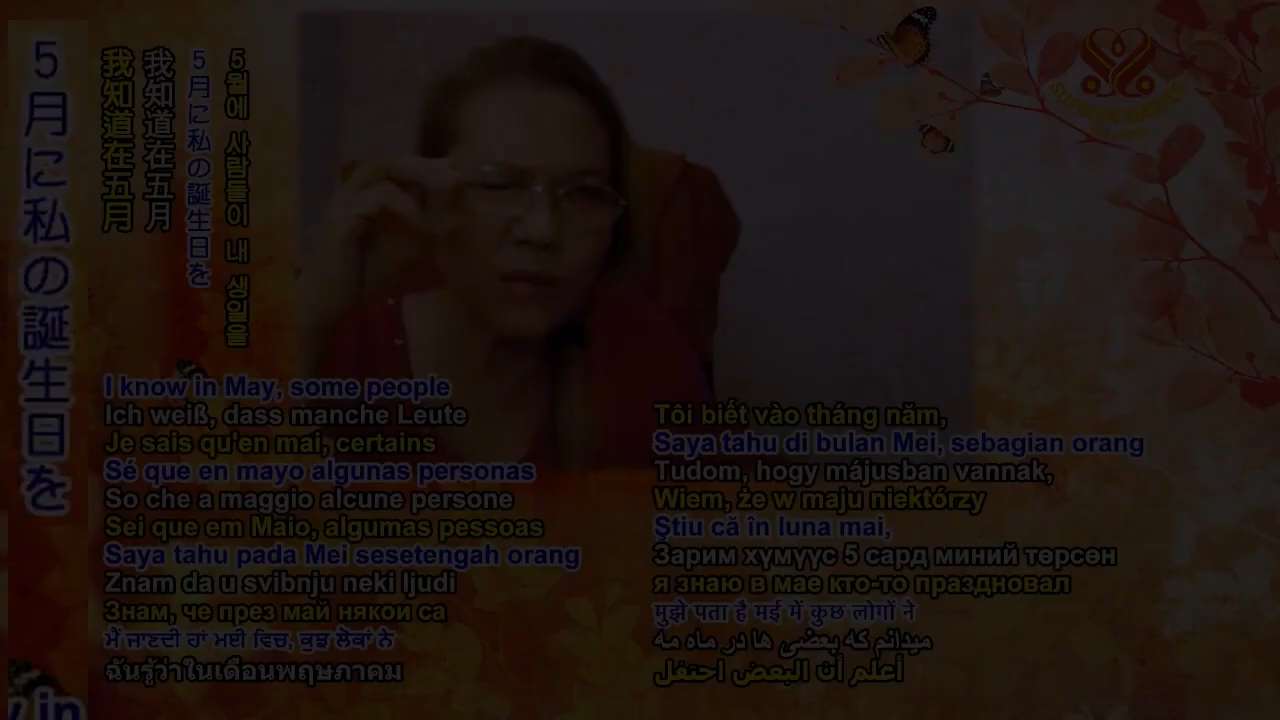 5月に私の誕生日を
我知道在五月
我知道在五月
5月に私の誕生日を
5월에 사람들이 내 생일을
I know in May, some people
Ich weiß, dass manche Leute
Je sais qu'en mai, certains
Sé que en mayo algunas personas
So che a maggio alcune persone
Sei que em Maio, algumas pessoas
Saya tahu pada Mei sesetengah orang
Znam da u svibnju neki ljudi
Знам, че през май някои са
ਮੈਂ ਜਾਣਦੀ ਹਾਂ ਮਈ ਵਿਚ, ਕੁਝ ਲੋਕਾਂ ਨੇ
ฉันรู้ว่าในเดือนพฤษภาคม
Tôi biết vào tháng năm,
Saya tahu di bulan Mei, sebagian orang
Tudom, hogy májusban vannak,
Wiem, że w maju niektórzy
Ştiu că în luna mai,
Зарим хүмүүс 5 сард миний төрсөн
я знаю в мае кто-то праздновал
मुझे पता है मई में कुछ लोगों ने
میدانم که بعضی ها در ماه مه
أعلم أن البعض احتفل
y in